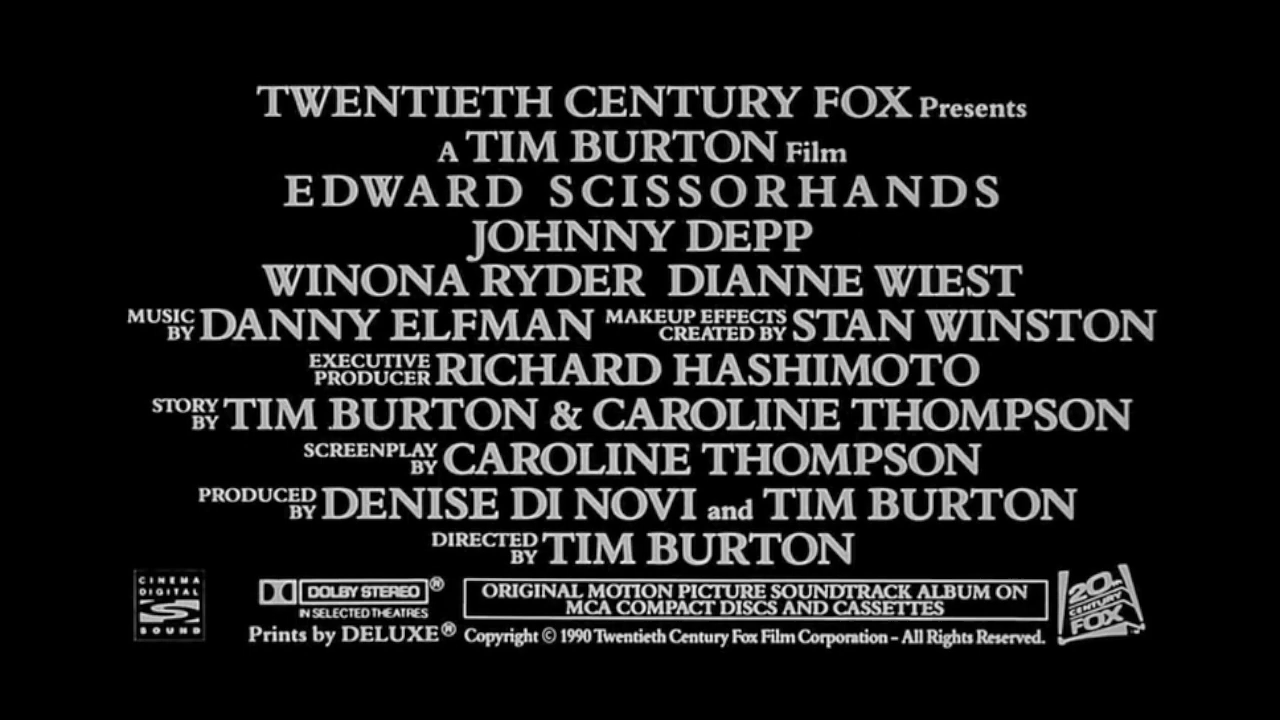 TWENTIETH CENTURY FOX Presents
A TIM BURTON Film
EDWARD SCISSORHANDS
JOHNNY DEPP
WINONA RYDER DIANNE WIEST
MUSIC BY DANNY ELFMAN MAKEUP EFFECTS CREATED BY STAN WINSTON
EXECUTIVE PRODUCER RICHARD HASHIMOTO
STORY BY TIM BURTON & CAROLINE THOMPSON
SCREENPLAY BY CAROLINE THOMPSON
PRODUCED BY DENISE DI NOVI and TIM BURTON
DIRECTED BY TIM BURTON
CINEMA
DIGITAL
SOUND
DOLBY STEREO®
IN SELECTED THEATRES
Prints by DELUXE®
ORIGINAL MOTION PICTURE SOUNDTRACK ALBUM ON
MCA COMPACT DISCS AND CASSETTES
Copyright © 1990 Twentieth Century Fox Film Corporation – All Rights Reserved.
20th
CENTURY
FOX